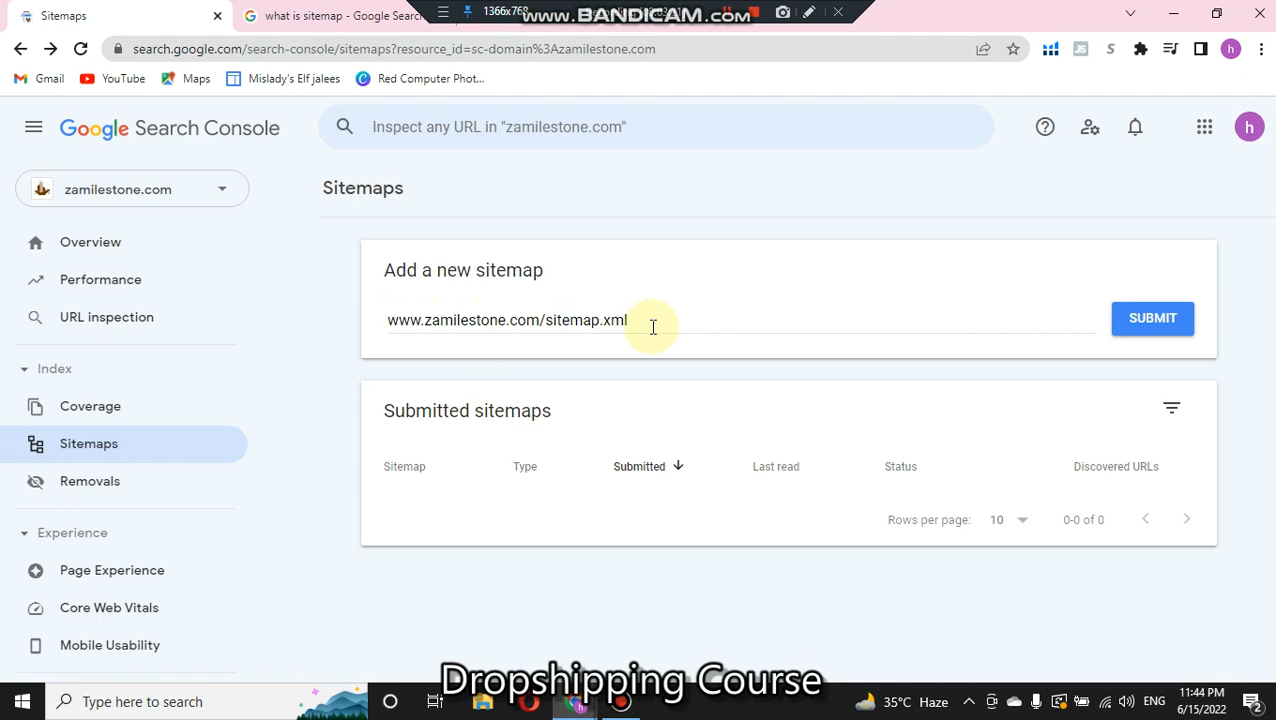 Sitemaps
what is sitemap - Google Searc
1366x768
www.BANDICAM.com
search.google.com/search-console/sitemaps?resource_id=sc-domain%3Azamilestone.com
h
Gmail
YouTube
Maps
Mislady's Elf jalees
Red Computer Phot...
Google Search Console
Inspect any URL in "zamilestone.com"
h
zamilestone.com
Sitemaps
Overview
Performance
URL inspection
Index
Coverage
Sitemaps
Removals
Experience
Page Experience
Core Web Vitals
Mobile Usability
Add a new sitemap
www.zamilestone.com/sitemap.xml
SUBMIT
Submitted sitemaps
Sitemap Type Submitted Last read Status Discovered URLs
Rows per page: 10 0-0 of 0
Dropshipping Course
Type here to search
35°C Haze
ENG
11:44 PM
6/15/2022
2